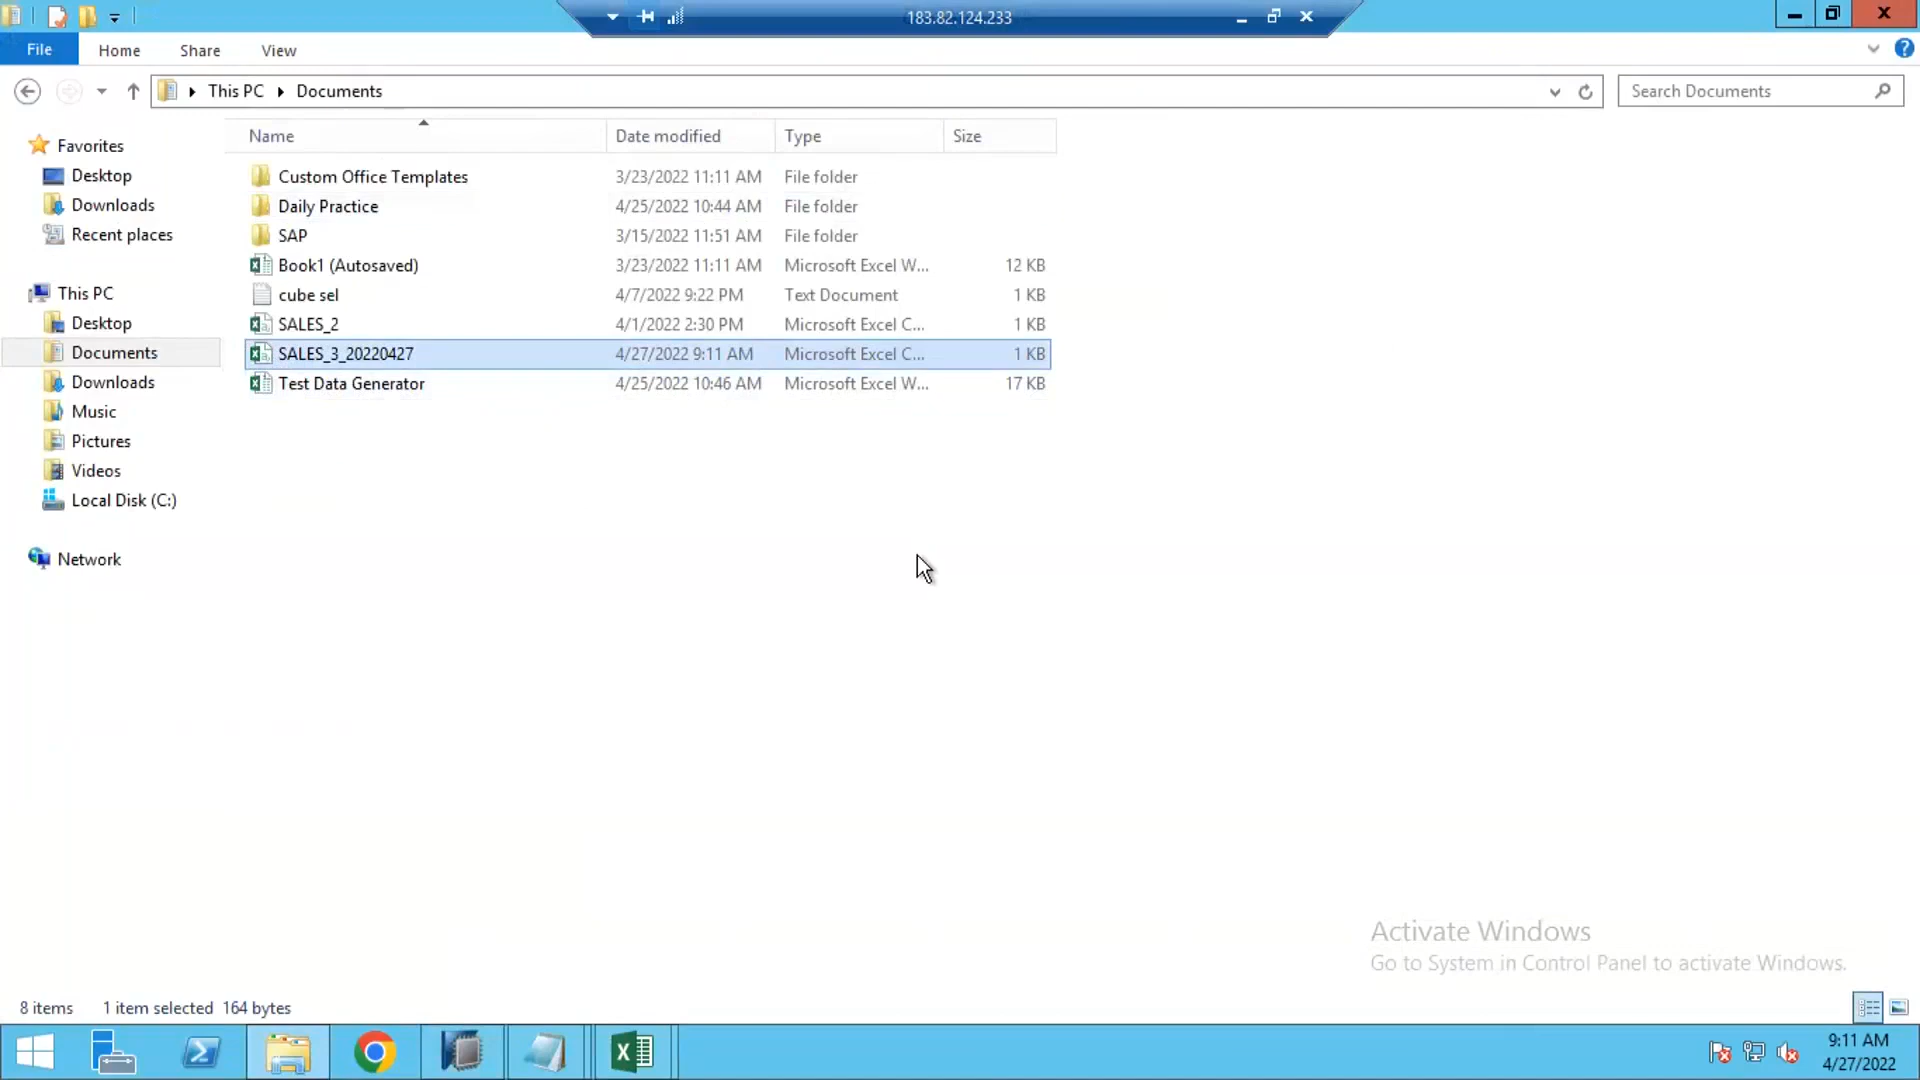 183.82.124.233
File Home Share View
This PC Documents
Search Documents
Name Date modified Type Size
Favorites
Desktop
Downloads
Recent places
This PC
Desktop
Documents
Downloads
Music
Pictures
Videos
Local Disk (C:)
Network
Custom Office Templates 3/23/2022 11:11 AM File folder
Daily Practice 4/25/2022 10:44 AM File folder
SAP 3/15/2022 11:51 AM File folder
Book1 (Autosaved) 3/23/2022 11:11 AM Microsoft Excel W... 12 KB
cube sel 4/7/2022 9:22 PM Text Document 1 KB
SALES_2 4/1/2022 2:30 PM Microsoft Excel C... 1 KB
SALES_3_20220427 4/27/2022 9:11 AM Microsoft Excel C... 1 KB
Test Data Generator 4/25/2022 10:46 AM Microsoft Excel W... 17 KB
Activate Windows
Go to System in Control Panel to activate Windows.
8 items 1 item selected 164 bytes
9:11 AM
4/27/2022